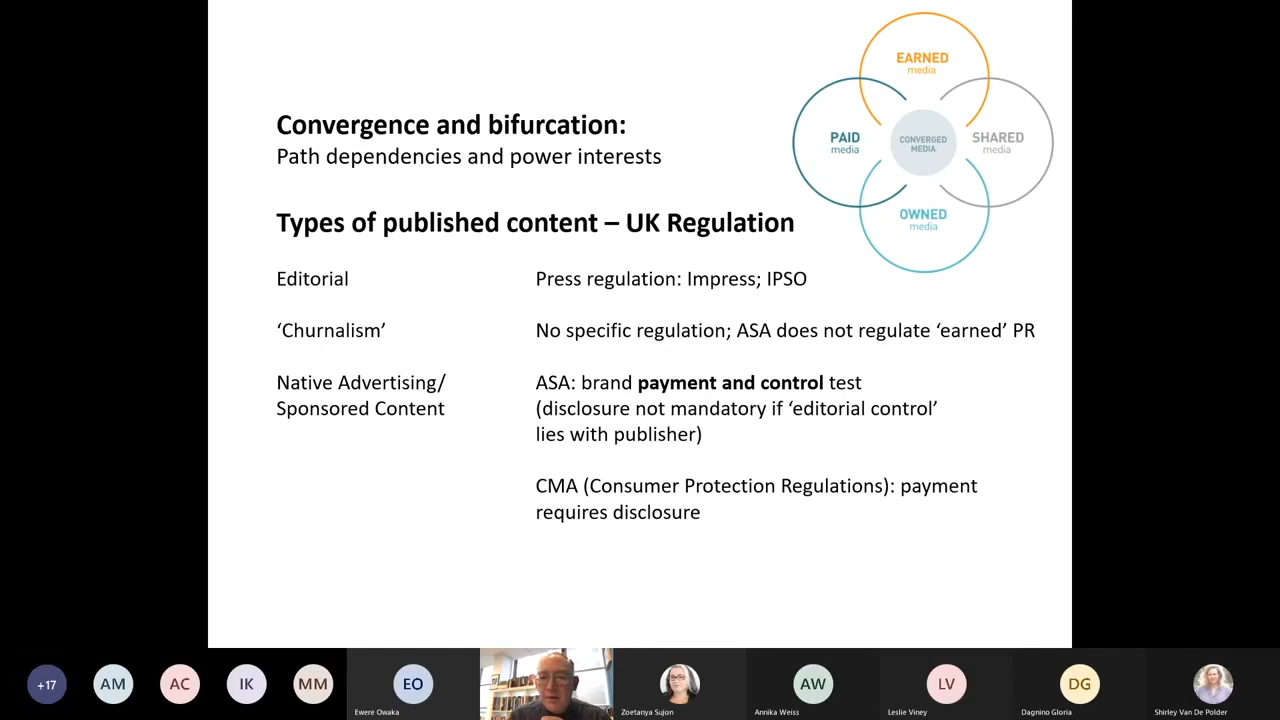 EARNED
media
PAID
media
CONVERGED
MEDIA
SHARED
media
OWNED
media
Convergence and bifurcation:
Path dependencies and power interests
Types of published content – UK Regulation
Editorial
Press regulation: Impress; IPSO
‘Churnalism’
No specific regulation; ASA does not regulate ‘earned’ PR
Native Advertising/
Sponsored Content
ASA: brand payment and control test
(disclosure not mandatory if ‘editorial control’
lies with publisher)
CMA (Consumer Protection Regulations): payment
requires disclosure
+17
AM
AC
IK
MM
EO
Ewere Owaka
Zoetanya Sujon
AW
Annika Weiss
LV
Leslie Viney
DG
Dagnino Gloria
Shirley Van De Polder